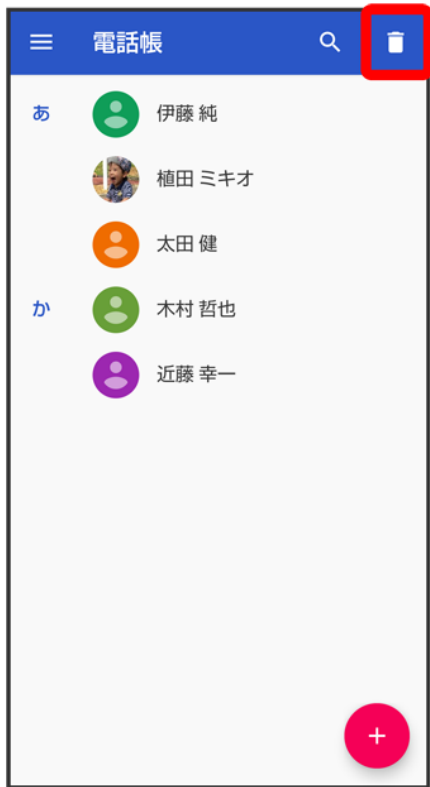 電話帳
あ
伊藤 純
植田 ミキオ
太田 健
か
木村 哲也
近藤 幸一